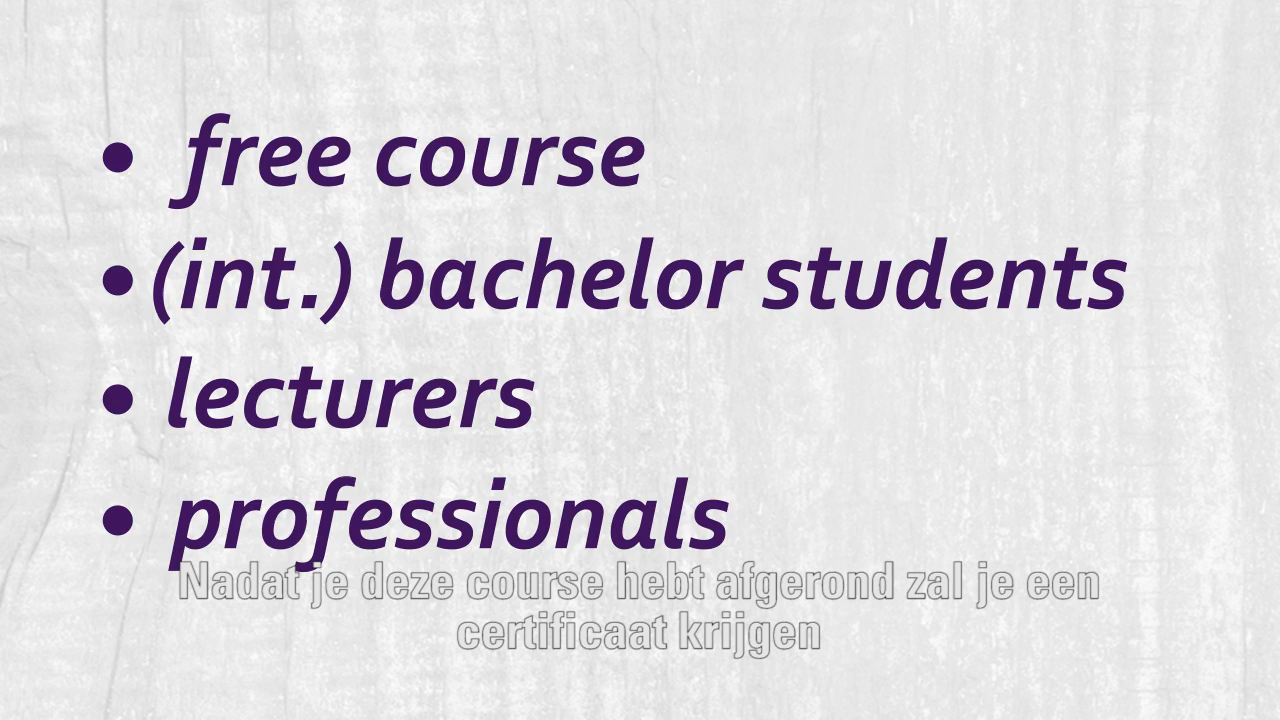 • free course
• (int.) bachelor students
• lecturers
• professionals
Nadat je deze course hebt afgerond zal je een
certificaat krijgen